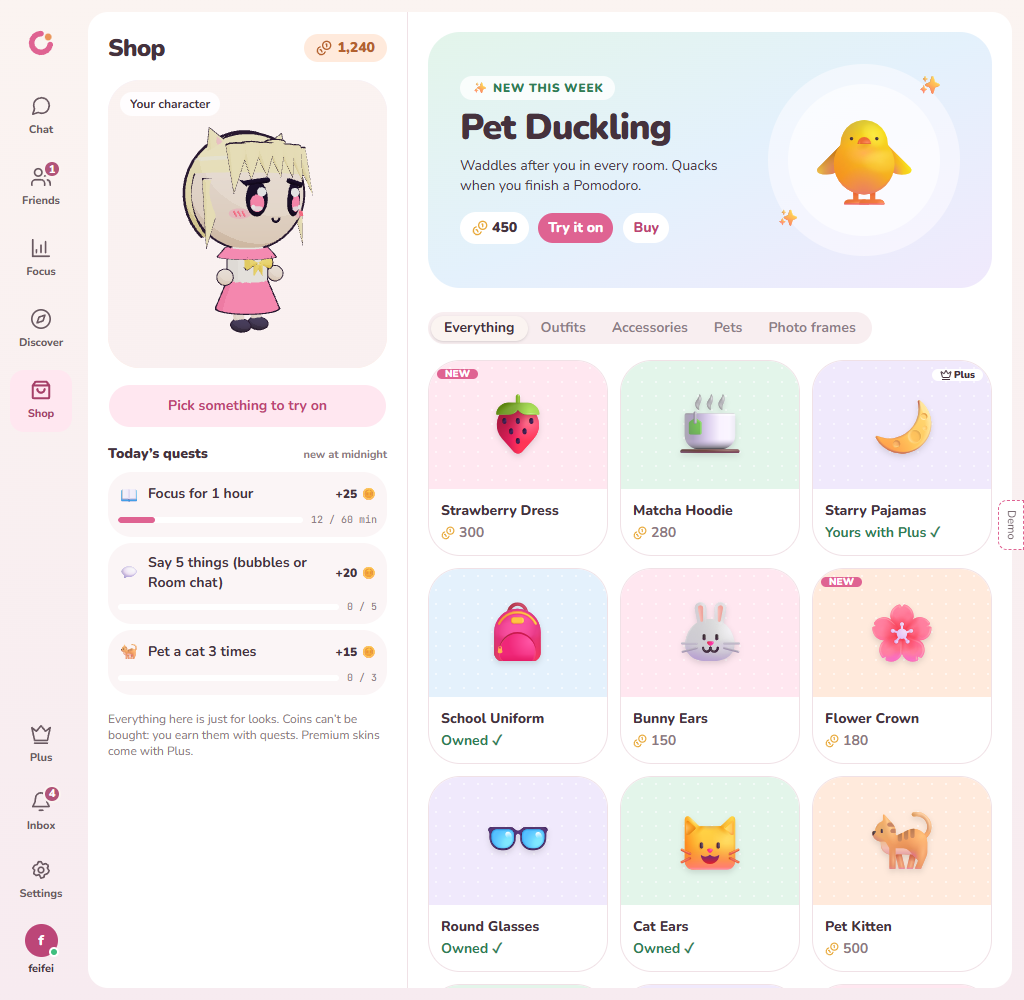 Chat
Friends
1
Focus
Discover
Shop
Plus
Inbox
4
Settings
f
feifei
Shop
1,240
Your character
Pick something to try on
Today's quests
new at midnight
Focus for 1 hour
+25
12 / 60 min
Say 5 things (bubbles or
Room chat)
+20
0 / 5
Pet a cat 3 times
+15
0 / 3
Everything here is just for looks. Coins can't be
bought: you earn them with quests. Premium skins
come with Plus.
NEW THIS WEEK
Pet Duckling
Waddles after you in every room. Quacks
when you finish a Pomodoro.
450
Try it on
Buy
Everything
Outfits
Accessories
Pets
Photo frames
NEW
Strawberry Dress
300
Matcha Hoodie
280
Plus
Starry Pajamas
Yours with Plus ✓
School Uniform
Owned ✓
Bunny Ears
150
NEW
Flower Crown
180
Round Glasses
Owned ✓
Cat Ears
Owned ✓
Pet Kitten
500
Demo